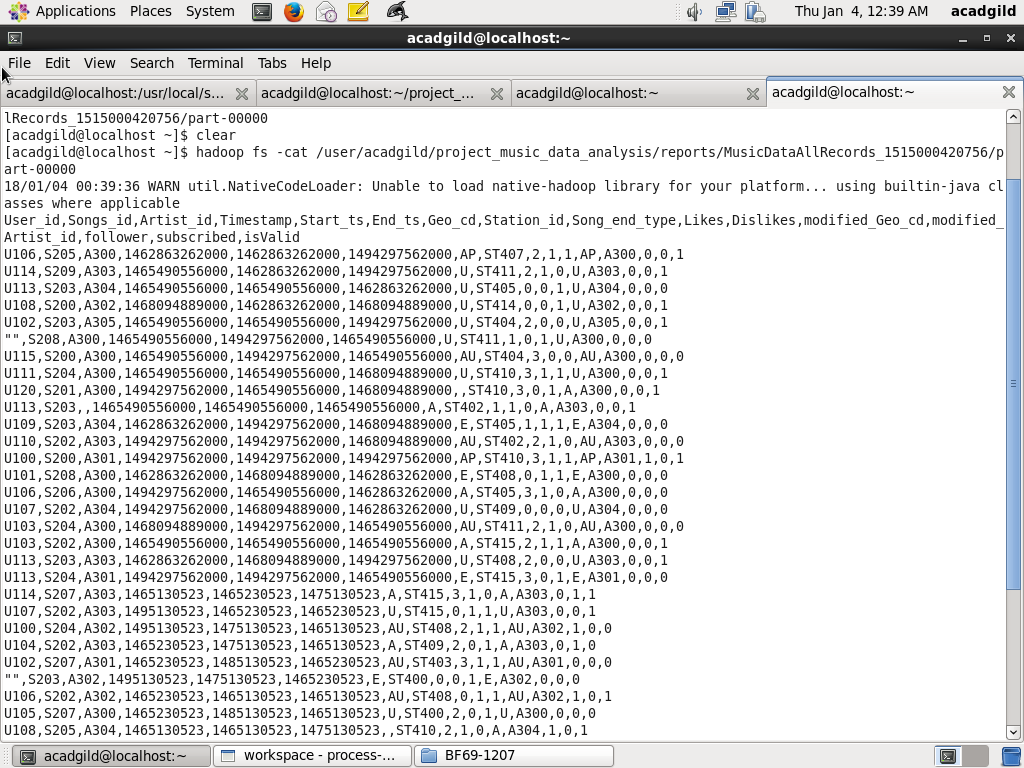 Applications Places System Thu Jan 4, 12:39 AM acadgild
acadgild@localhost:~
File Edit View Search Terminal Tabs Help
acadgild@localhost:/usr/local/s... acadgild@localhost:~/project_... acadgild@localhost:~ acadgild@localhost:~
lRecords_1515000420756/part-00000
[acadgild@localhost ~]$ clear
[acadgild@localhost ~]$ hadoop fs -cat /user/acadgild/project_music_data_analysis/reports/MusicDataAllRecords_1515000420756/p
art-00000
18/01/04 00:39:36 WARN util.NativeCodeLoader: Unable to load native-hadoop library for your platform... using builtin-java cl
asses where applicable
User_id,Songs_id,Artist_id,Timestamp,Start_ts,End_ts,Geo_cd,Station_id,Song_end_type,Likes,Dislikes,modified_Geo_cd,modified_
Artist_id,follower,subscribed,isValid
U106,S205,A300,1462863262000,1462863262000,1494297562000,AP,ST407,2,1,1,AP,A300,0,0,1
U114,S209,A303,1465490556000,1462863262000,1494297562000,U,ST411,2,1,0,U,A303,0,0,1
U113,S203,A304,1465490556000,1465490556000,1462863262000,U,ST405,0,0,1,U,A304,0,0,0
U108,S200,A302,1468094889000,1462863262000,1468094889000,U,ST414,0,0,1,U,A302,0,0,1
U102,S203,A305,1465490556000,1465490556000,1494297562000,U,ST404,2,0,0,U,A305,0,0,1
"",S208,A300,1465490556000,1494297562000,1465490556000,U,ST411,1,0,1,U,A300,0,0,0
U115,S200,A300,1465490556000,1494297562000,1465490556000,AU,ST404,3,0,0,AU,A300,0,0,0
U111,S204,A300,1465490556000,1465490556000,1468094889000,U,ST410,3,1,1,U,A300,0,0,1
U120,S201,A300,1494297562000,1465490556000,1468094889000,,ST410,3,0,1,A,A300,0,0,1
U113,S203,,1465490556000,1465490556000,1465490556000,A,ST402,1,1,0,A,A303,0,0,1
U109,S203,A304,1462863262000,1494297562000,1468094889000,E,ST405,1,1,1,E,A304,0,0,0
U110,S202,A303,1494297562000,1494297562000,1468094889000,AU,ST402,2,1,0,AU,A303,0,0,0
U100,S200,A301,1494297562000,1465490556000,1494297562000,AP,ST410,3,1,1,AP,A301,1,0,1
U101,S208,A300,1462863262000,1468094889000,1462863262000,E,ST408,0,1,1,E,A300,0,0,0
U106,S206,A300,1494297562000,1465490556000,1462863262000,A,ST405,3,1,0,A,A300,0,0,0
U107,S202,A304,1494297562000,1468094889000,1462863262000,U,ST409,0,0,0,U,A304,0,0,0
U103,S204,A300,1468094889000,1494297562000,1465490556000,AU,ST411,2,1,0,AU,A300,0,0,0
U103,S202,A300,1465490556000,1465490556000,1465490556000,A,ST415,2,1,1,A,A300,0,0,1
U113,S203,A303,1462863262000,1468094889000,1494297562000,U,ST408,2,0,0,U,A303,0,0,1
U113,S204,A301,1494297562000,1494297562000,1465490556000,E,ST415,3,0,1,E,A301,0,0,0
U114,S207,A303,1465130523,1465230523,1475130523,A,ST415,3,1,0,A,A303,0,1,1
U107,S202,A303,1495130523,1465230523,1465230523,U,ST415,0,1,1,U,A303,0,0,1
U100,S204,A302,1495130523,1475130523,1465130523,AU,ST408,2,1,1,AU,A302,1,0,0
U104,S202,A303,1465230523,1475130523,1465130523,A,ST409,2,0,1,A,A303,0,1,0
U102,S207,A301,1465230523,1485130523,1465230523,AU,ST403,3,1,1,AU,A301,0,0,0
"",S203,A302,1495130523,1475130523,1465230523,E,ST400,0,0,1,E,A302,0,0,0
U106,S202,A302,1465230523,1465130523,1465130523,AU,ST408,0,1,1,AU,A302,1,0,1
U105,S207,A300,1465230523,1485130523,1465130523,U,ST400,2,0,1,U,A300,0,0,0
U108,S205,A304,1465130523,1465130523,1475130523,,ST410,2,1,0,A,A304,1,0,1
acadgild@localhost:~ workspace - process-... BF69-1207